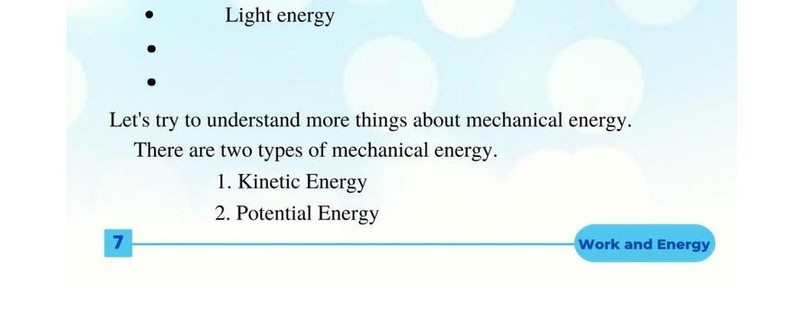 • Light energy
•
•
Let's try to understand more things about mechanical energy.
There are two types of mechanical energy.
1. Kinetic Energy
2. Potential Energy
7 Work and Energy